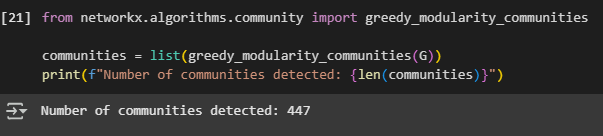 [21] from networkx.algorithms.community import greedy_modularity_communities
communities = list(greedy_modularity_communities(G))
print(f"Number of communities detected: {len(communities)}")
Number of communities detected: 447